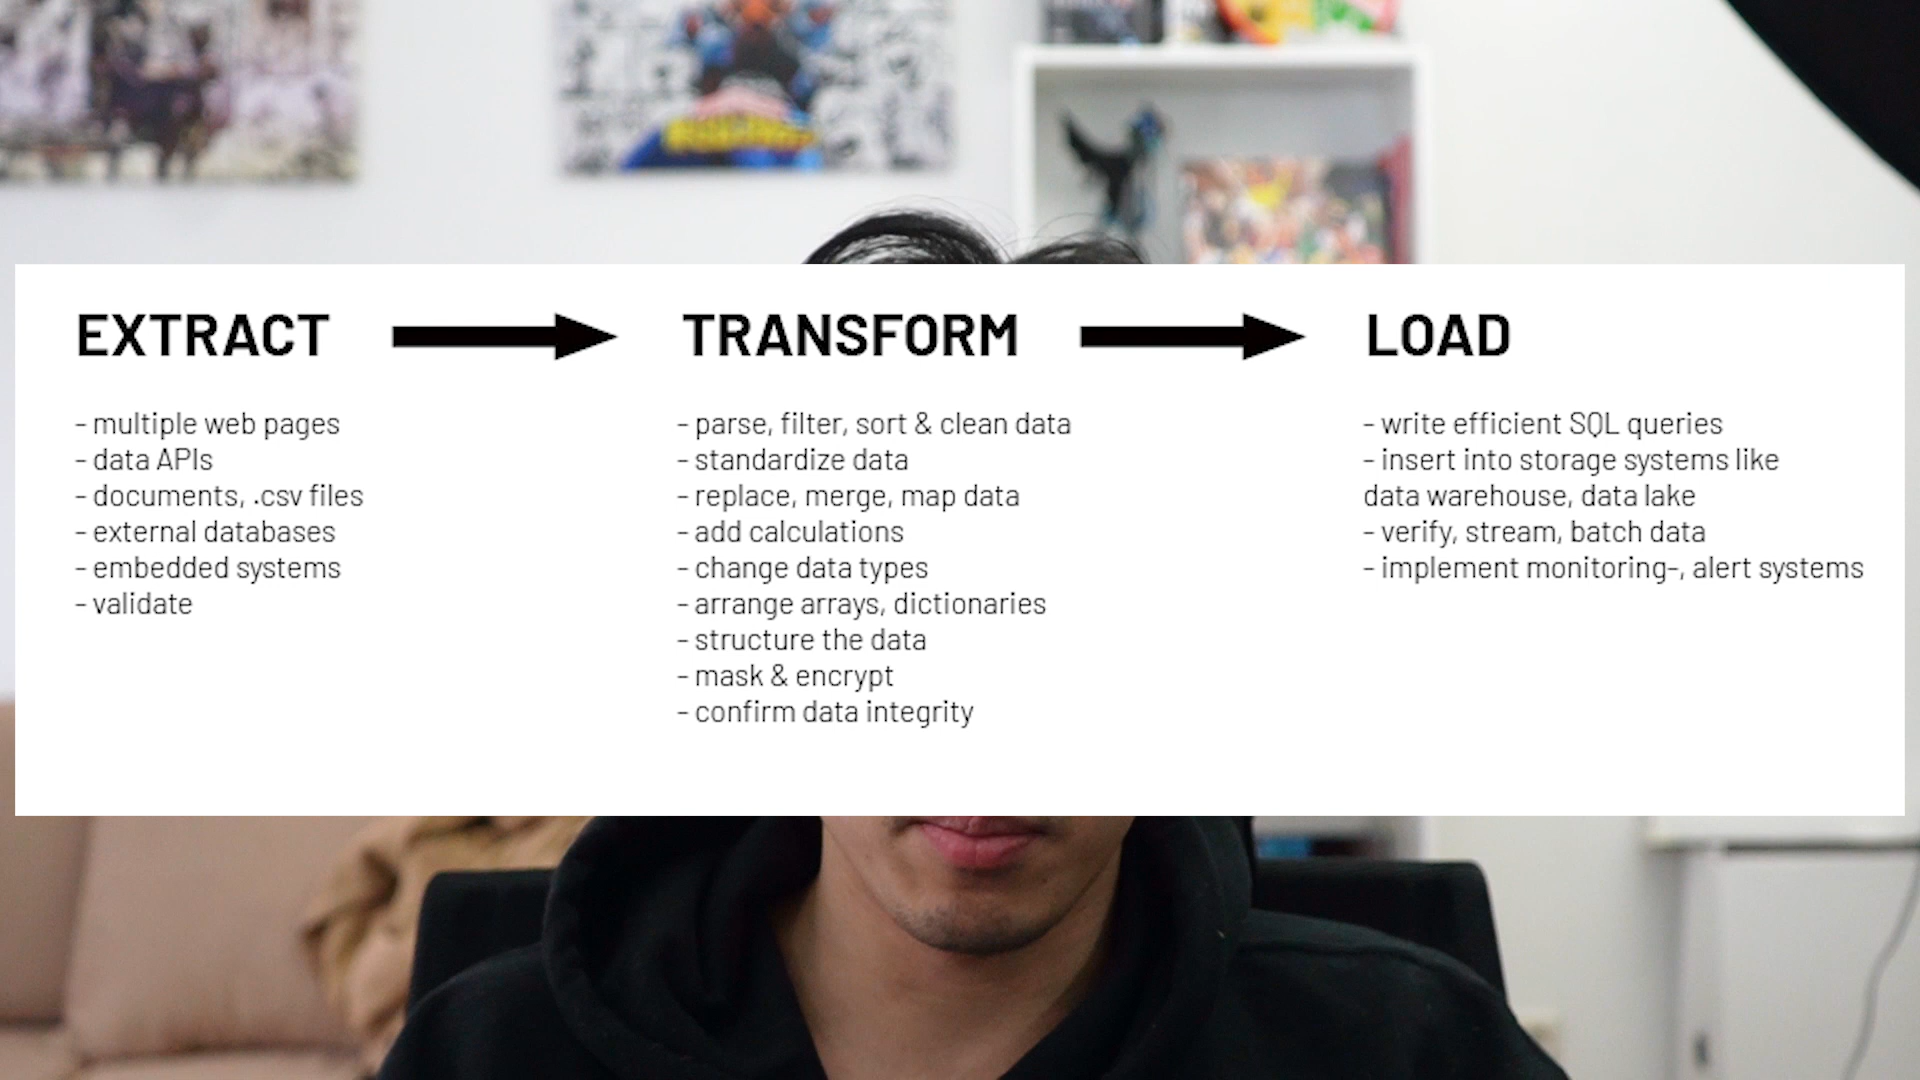 EXTRACT
- multiple web pages
- data APIs
- documents, .csv files
- external databases
- embedded systems
- validate
TRANSFORM
- parse, filter, sort & clean data
- standardize data
- replace, merge, map data
- add calculations
- change data types
- arrange arrays, dictionaries
- structure the data
- mask & encrypt
- confirm data integrity
LOAD
- write efficient SQL queries
- insert into storage systems like
data warehouse, data lake
- verify, stream, batch data
- implement monitoring-, alert systems